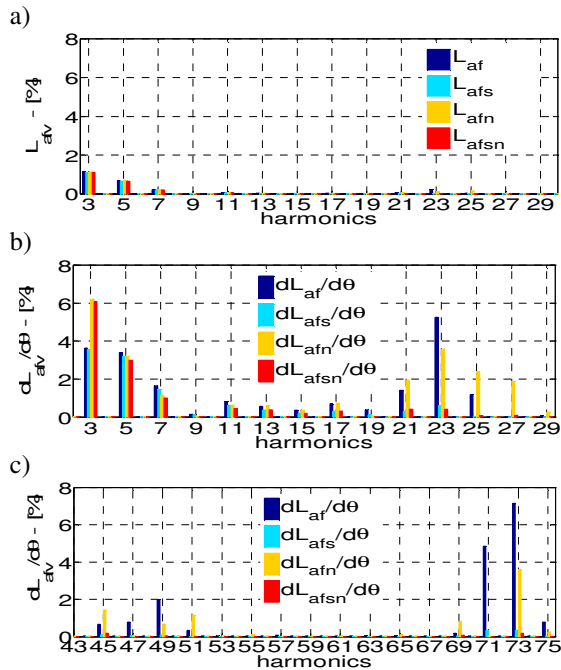 a)
8
6
4
2
0
L_afv - [%]
L_af
L_afs
L_afn
L_afsn
3 5 7 9 11 13 15 17 19 21 23 25 27 29
harmonics
b)
8
6
4
2
0
dL_afv/dθ - [%]
dL_af/dθ
dL_afs/dθ
dL_afn/dθ
dL_afsn/dθ
3 5 7 9 11 13 15 17 19 21 23 25 27 29
harmonics
c)
8
6
4
2
0
dL_afv/dθ - [%]
dL_af/dθ
dL_afs/dθ
dL_afn/dθ
dL_afsn/dθ
43 45 47 49 51 53 55 57 59 61 63 65 67 69 71 73 75
harmonics